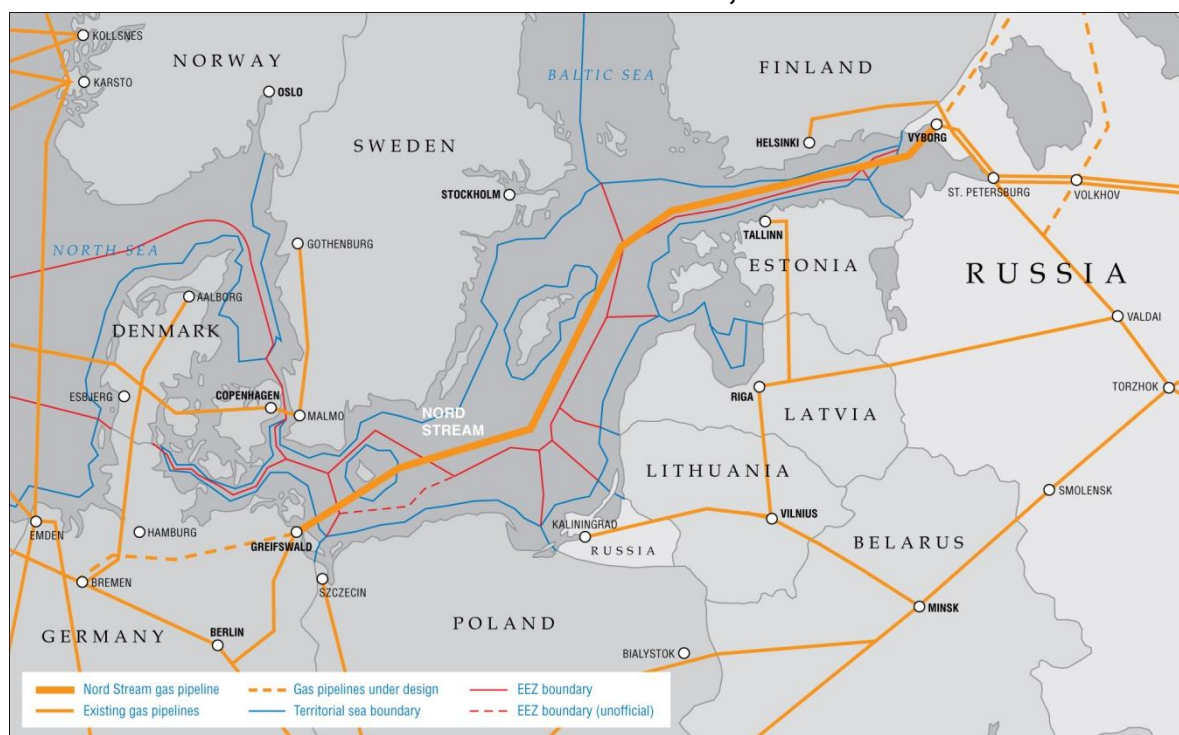 KOLLSNES
NORWAY
KARSTO
OSLO
BALTIC SEA
FINLAND
SWEDEN
HELSINKI
VYBORG
STOCKHOLM
ST. PETERSBURG
VOLKHOV
TALLINN
NORTH SEA
GOTHENBURG
ESTONIA
RUSSIA
AALBORG
DENMARK
VALDAI
ESBJERG
COPENHAGEN
MALMO
NORD
STREAM
RIGA
LATVIA
TORZHOK
LITHUANIA
SMOLENSK
EMDEN
HAMBURG
GREIFSWALD
KALININGRAD
RUSSIA
VILNIUS
BELARUS
BREMEN
SZCZECIN
MINSK
GERMANY
BERLIN
POLAND
BIALYSTOK
Nord Stream gas pipeline
Gas pipelines under design
EEZ boundary
Existing gas pipelines
Territorial sea boundary
EEZ boundary (unofficial)